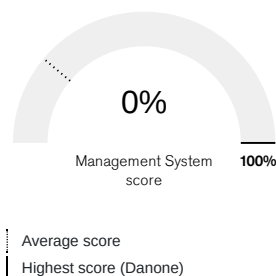 0%
Management System
score
100%
Average score
Highest score (Danone)